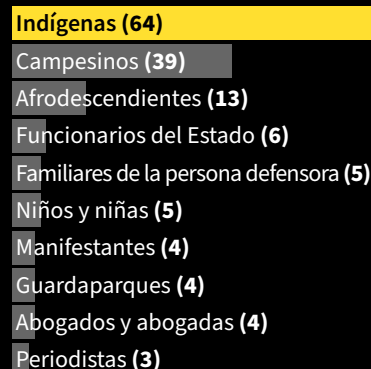 Indígenas (64)
Campesinos (39)
Afrodescendientes (13)
Funcionarios del Estado (6)
Familiares de la persona defensora (5)
Niños y niñas (5)
Manifestantes (4)
Guardaparques (4)
Abogados y abogadas (4)
Periodistas (3)